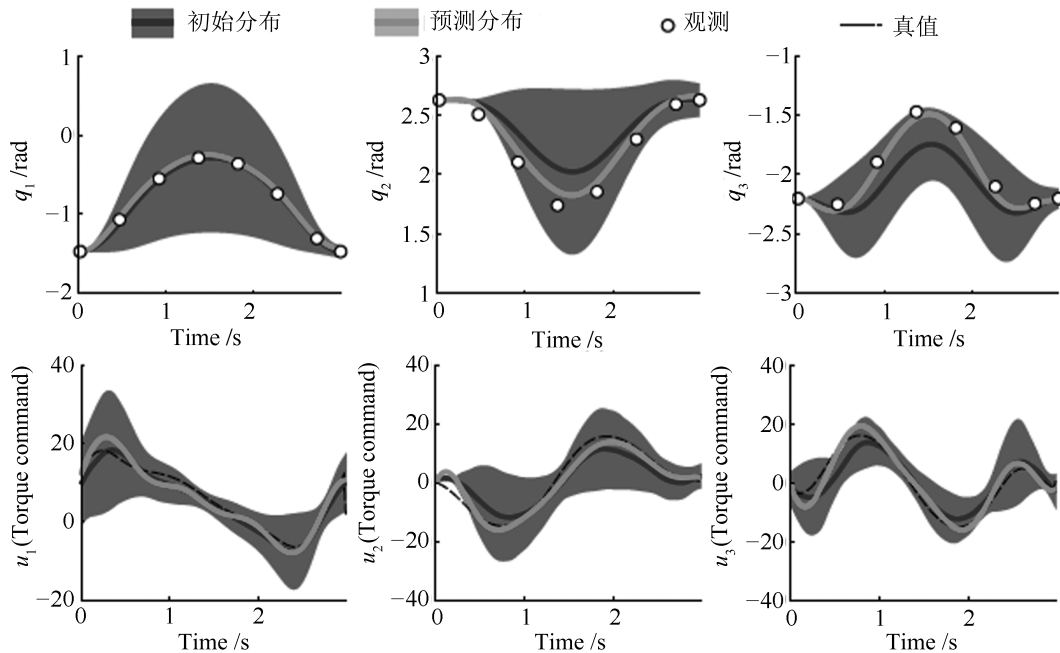 初始分布 预测分布 观测 真值
1
0
−1
−2
q1 /rad
0 1 2
Time /s
3
2.5
2
1.5
1
q2 /rad
0 1 2
Time /s
−1
−1.5
−2
−2.5
−3
q3 /rad
0 1 2
Time /s
40
20
0
−20
u1(Torque command)
0 1 2
Time /s
40
20
0
−20
−40
u2(Torque command)
0 1 2
Time /s
40
20
0
−20
−40
u3(Torque command)
0 1 2
Time /s